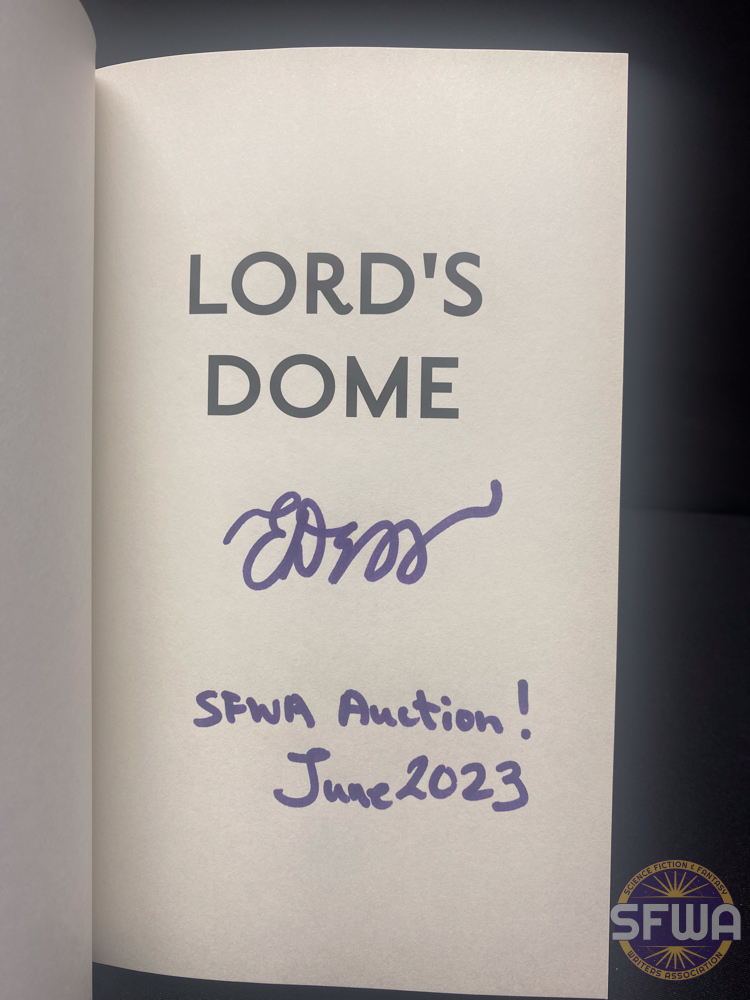 LORD'S
DOME
SFWA Auction!
June 2023
SCIENCE FICTION & FANTASY
SFWA
WRITERS ASSOCIATION